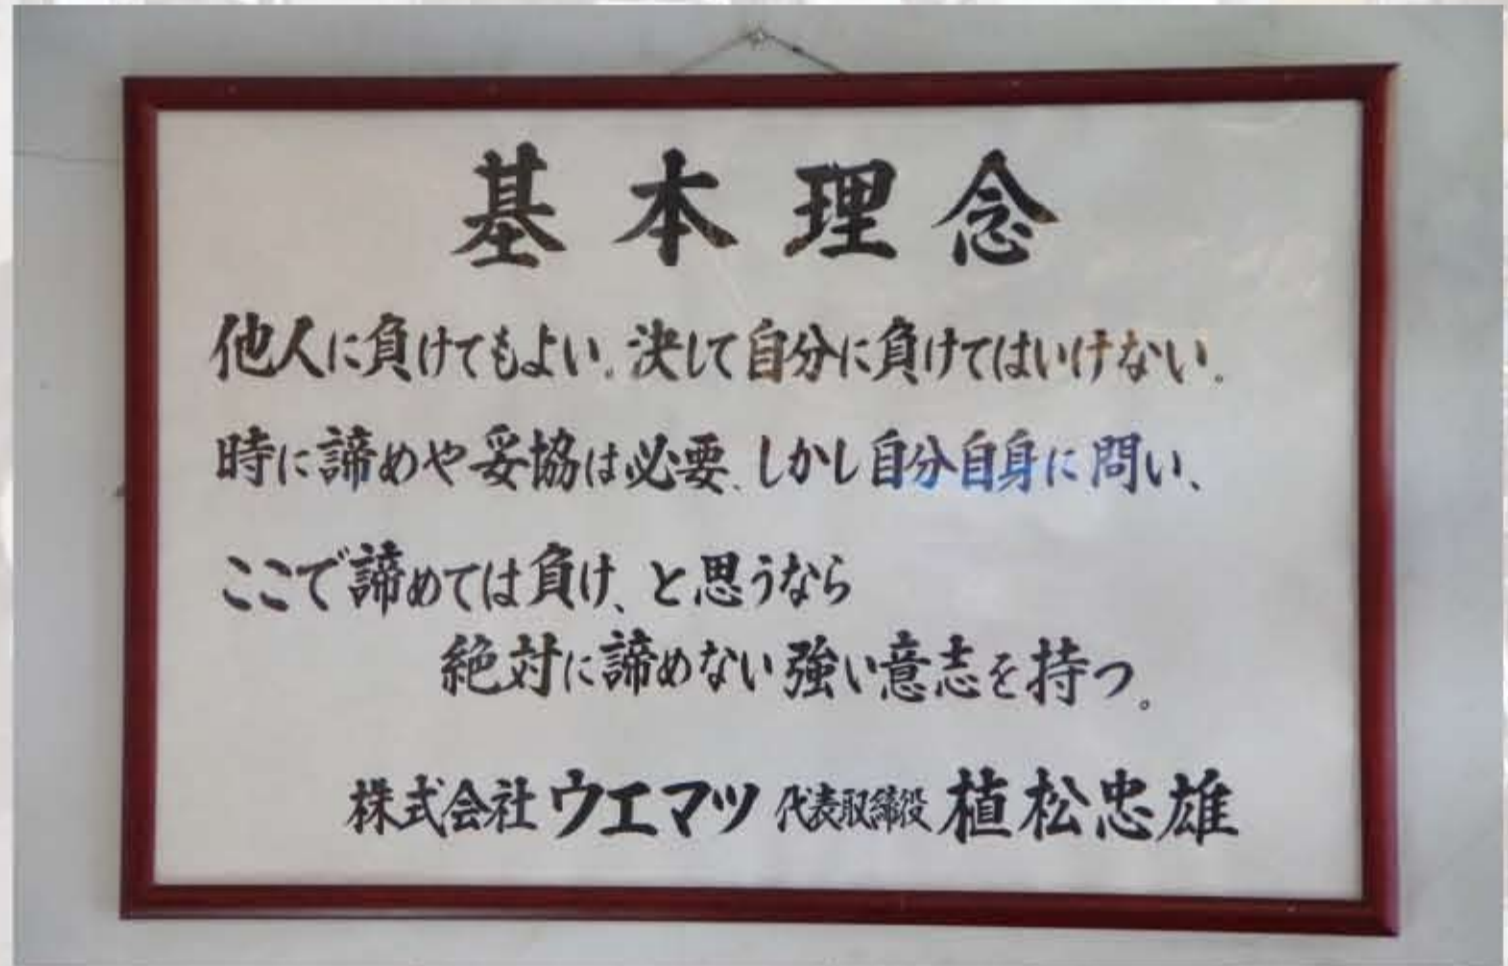 基本理念
他人に負けてもよい。決して自分に負けてはいけない。
時に諦めや妥協は必要、しかし自分自身に問い、
ここで諦めては負け、と思うなら
絶対に諦めない強い意志を持つ。
株式会社ウエマツ 代表取締役 植松忠雄